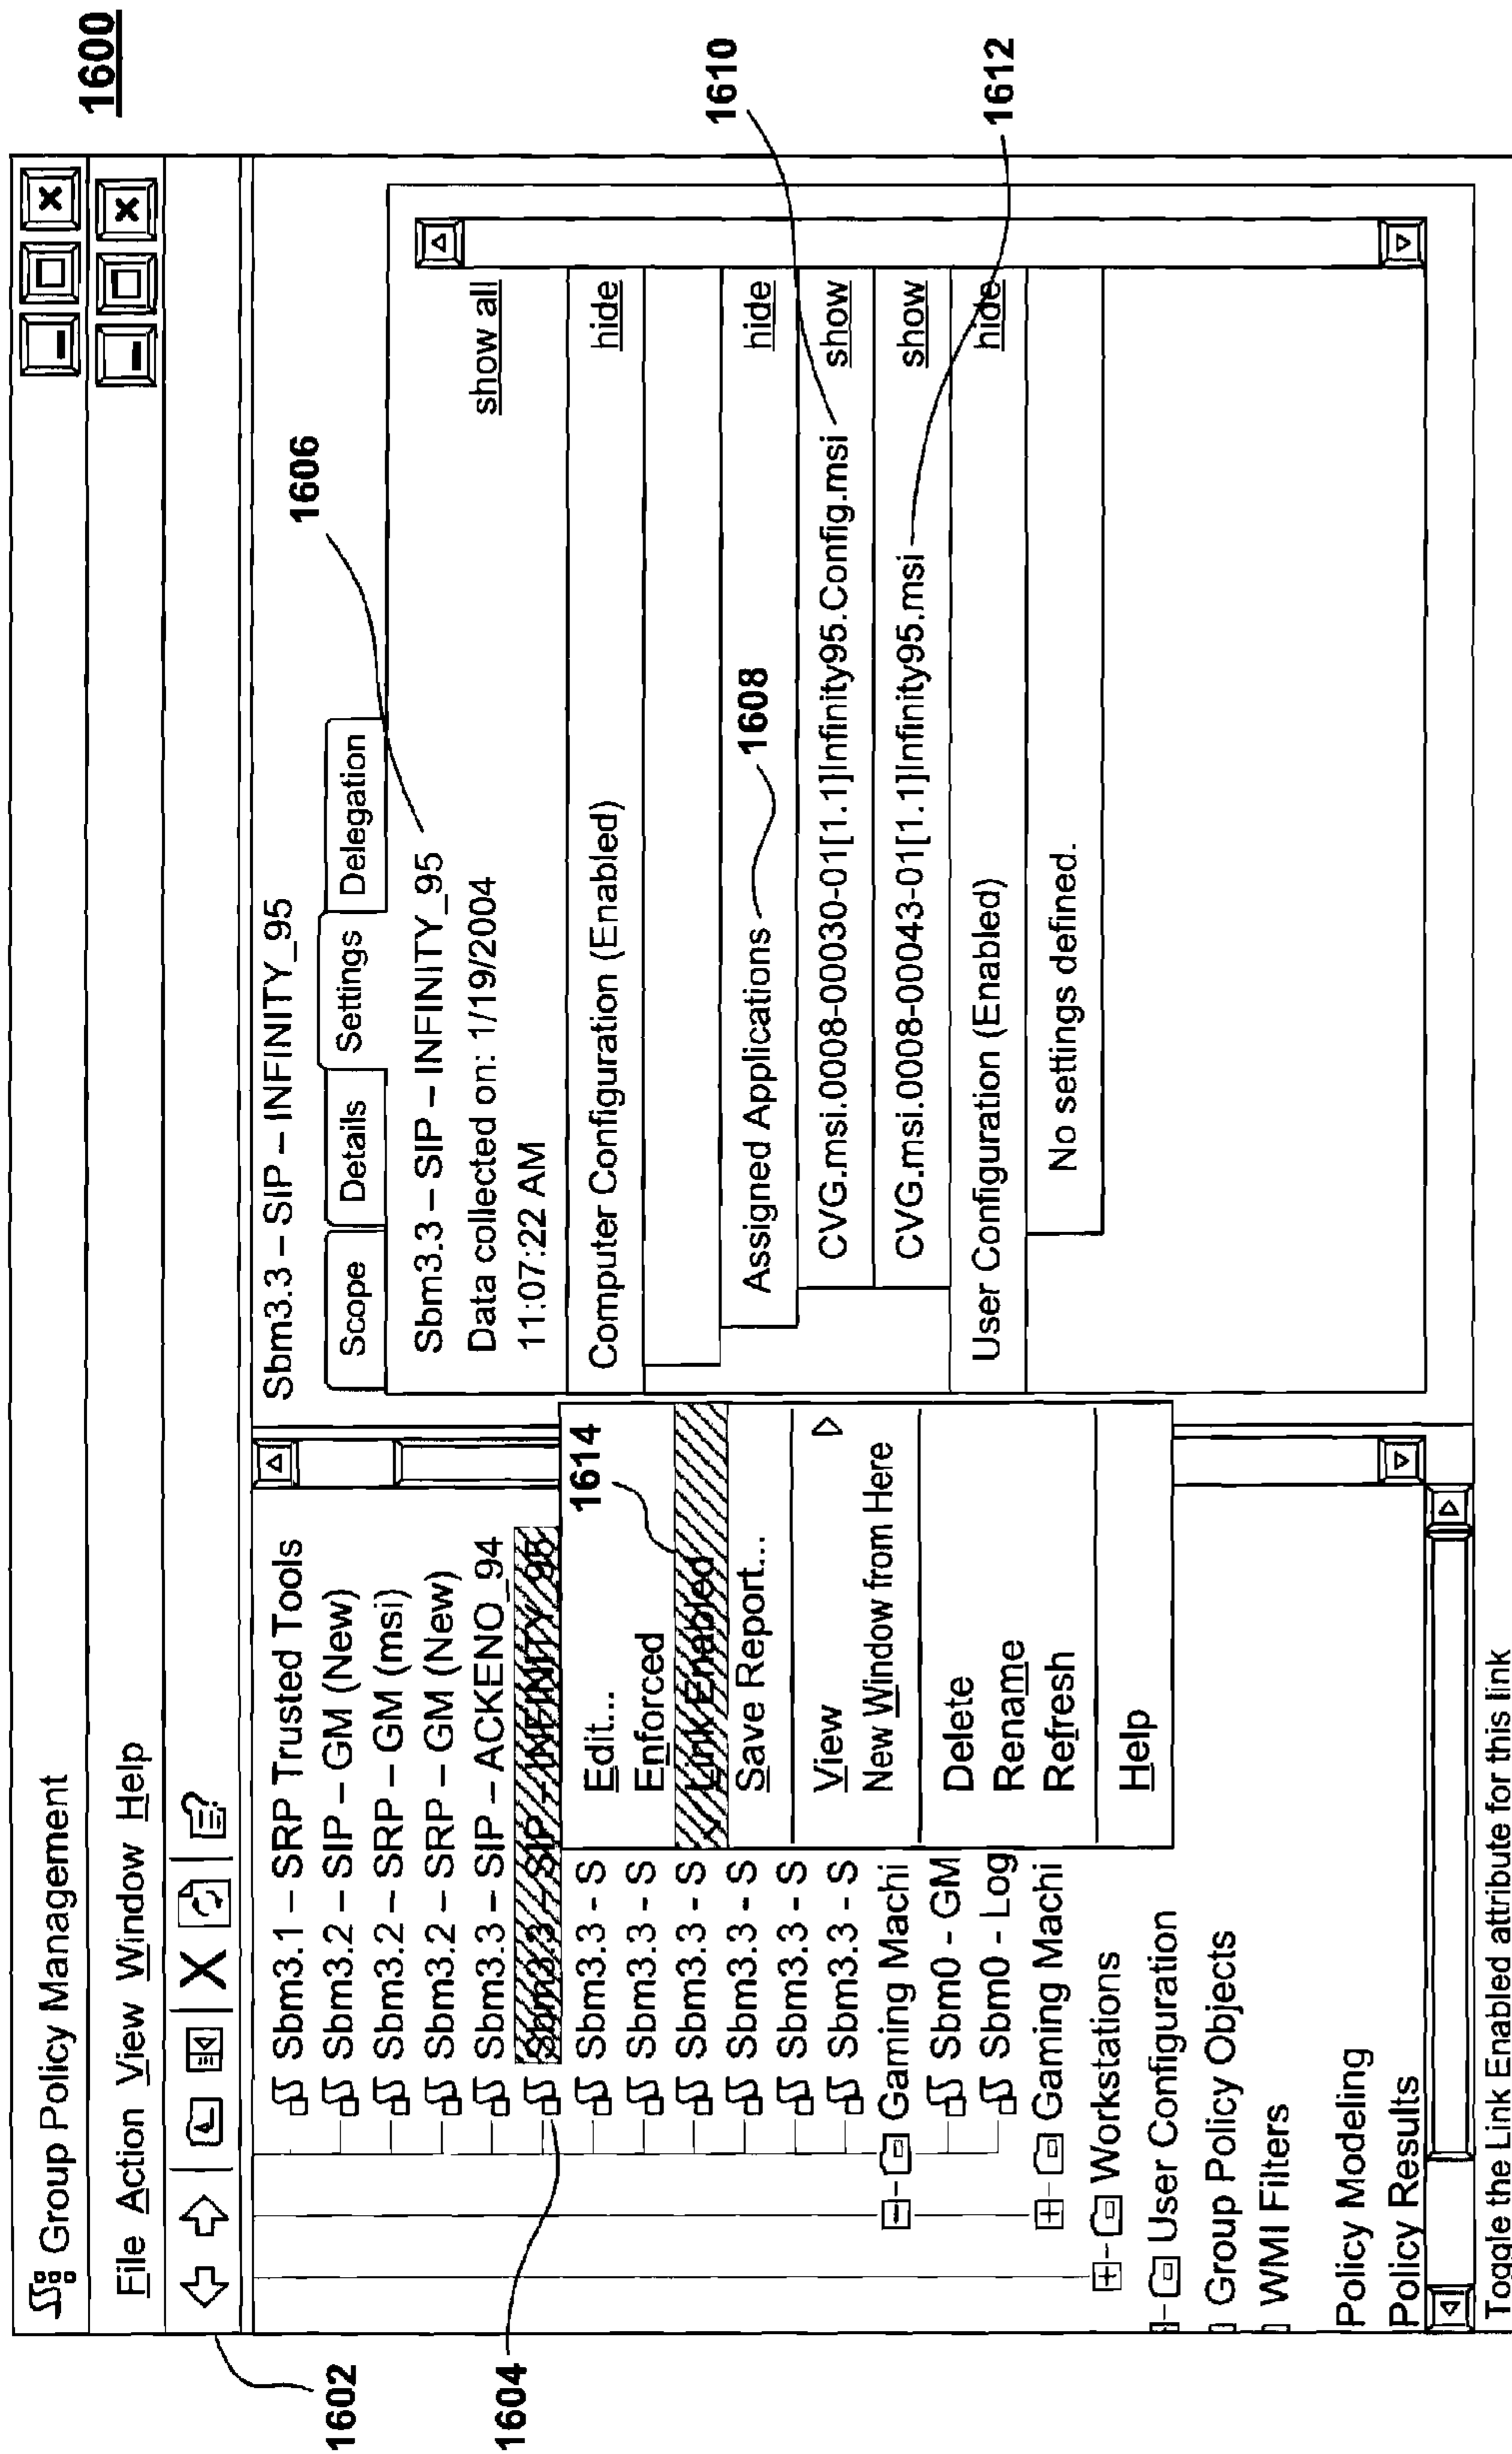 1600
Group Policy Management
File Action View Window Help
1602
Sbm3.1 – SRP Trusted Tools
Sbm3.2 – SIP – GM (New)
Sbm3.2 – SRP – GM (msi)
Sbm3.2 – SRP – GM (New)
Sbm3.3 – SIP – ACKENO_94
Sbm3.3 – SIP – INFINITY_95
1604
Sbm3.3 - S
Sbm3.3 - S
Sbm3.3 - S
Sbm3.3 - S
Sbm3.3 - S
Sbm3.3 - S
Gaming Machi
Sbm0 - GM
Sbm0 - Log
Gaming Machi
Workstations
User Configuration
Group Policy Objects
WMI Filters
Policy Modeling
Policy Results
1614
Edit...
Enforced
Link Enabled
Save Report...
View
New Window from Here
Delete
Rename
Refresh
Help
Sbm3.3 – SIP – INFINITY_95
1606
Scope Details Settings Delegation
Sbm3.3 – SIP – INFINITY_95
Data collected on: 1/19/2004
11:07:22 AM
show all
Computer Configuration (Enabled) hide
Assigned Applications 1608 hide
CVG.msi.0008-00030-01[1.1]Infinity95.Config.msi show
1610
CVG.msi.0008-00043-01[1.1]Infinity95.msi show
1612
User Configuration (Enabled) hide
No settings defined.
Toggle the Link Enabled attribute for this link